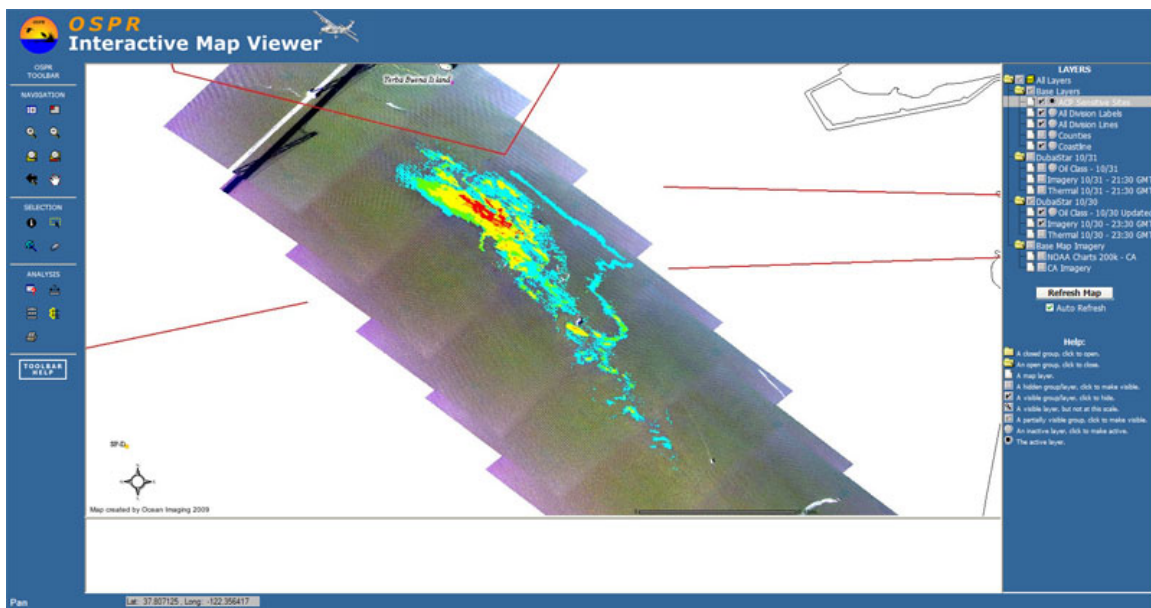 OSPR
OSPR
Interactive Map Viewer
OSPR
TOOLBAR
NAVIGATION
SELECTION
ANALYSIS
TOOLBAR
HELP
Yerba Buena Island
SF-D
Map created by Ocean Imaging 2009
LAYERS
All Layers
Base Layers
ACP Sensitive Sites
All Division Labels
All Division Lines
Counties
Coastline
DubaiStar 10/31
Oil Class - 10/31
Imagery 10/31 - 21:30 GMT
Thermal 10/31 - 21:30 GMT
DubaiStar 10/30
Oil Class - 10/30 Updated
Imagery 10/30 - 23:30 GMT
Thermal 10/30 - 23:30 GMT
Base Map Imagery
NOAA Charts 200k - CA
CA Imagery
Refresh Map
Auto Refresh
Help:
A closed group, click to open.
An open group, click to close.
A map layer.
A hidden group/layer, click to make visible.
A visible group/layer, click to hide.
A visible layer, but not at this scale.
A partially visible group, click to make visible.
An inactive layer, click to make active.
The active layer.
Pan
Lat: 37.807125 , Long: -122.356417